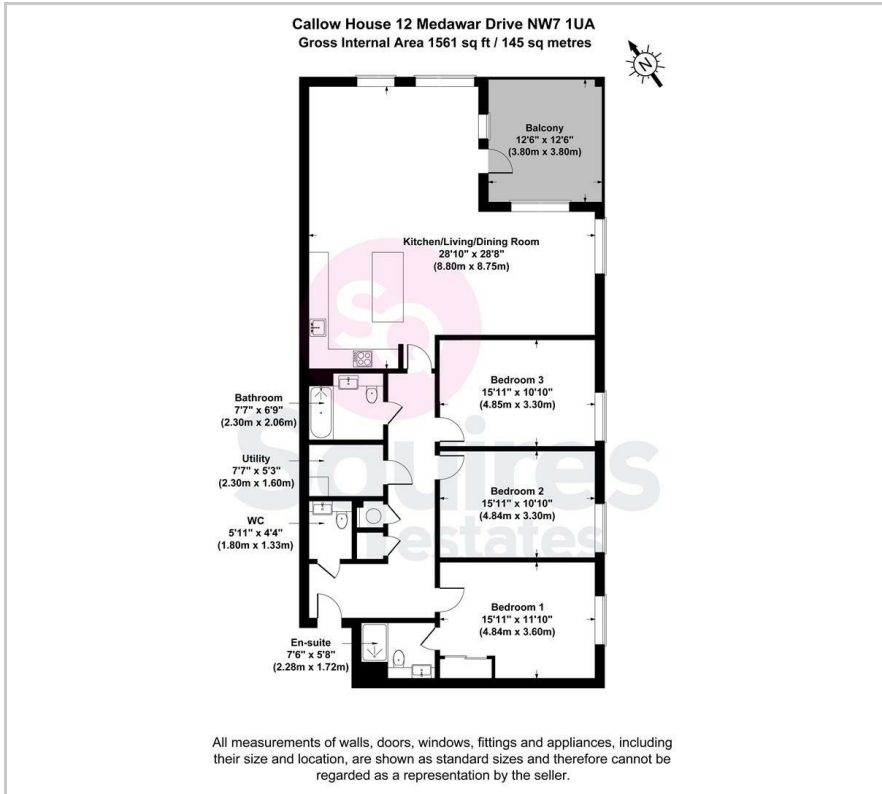 Callow House 12 Medawar Drive NW7 1UA
Gross Internal Area 1561 sq ft / 145 sq metres
N
Balcony
12'6" x 12'6"
(3.80m x 3.80m)
Kitchen/Living/Dining Room
28'10" x 28'8"
(8.80m x 8.75m)
Bedroom 3
15'11" x 10'10"
(4.85m x 3.30m)
Bathroom
7'7" x 6'9"
(2.30m x 2.06m)
Utility
7'7" x 5'3"
(2.30m x 1.60m)
Bedroom 2
15'11" x 10'10"
(4.84m x 3.30m)
WC
5'11" x 4'4"
(1.80m x 1.33m)
Bedroom 1
15'11" x 11'10"
(4.84m x 3.60m)
En-suite
7'6" x 5'8"
(2.28m x 1.72m)
Squires
estates
All measurements of walls, doors, windows, fittings and appliances, including
their size and location, are shown as standard sizes and therefore cannot be
regarded as a representation by the seller.